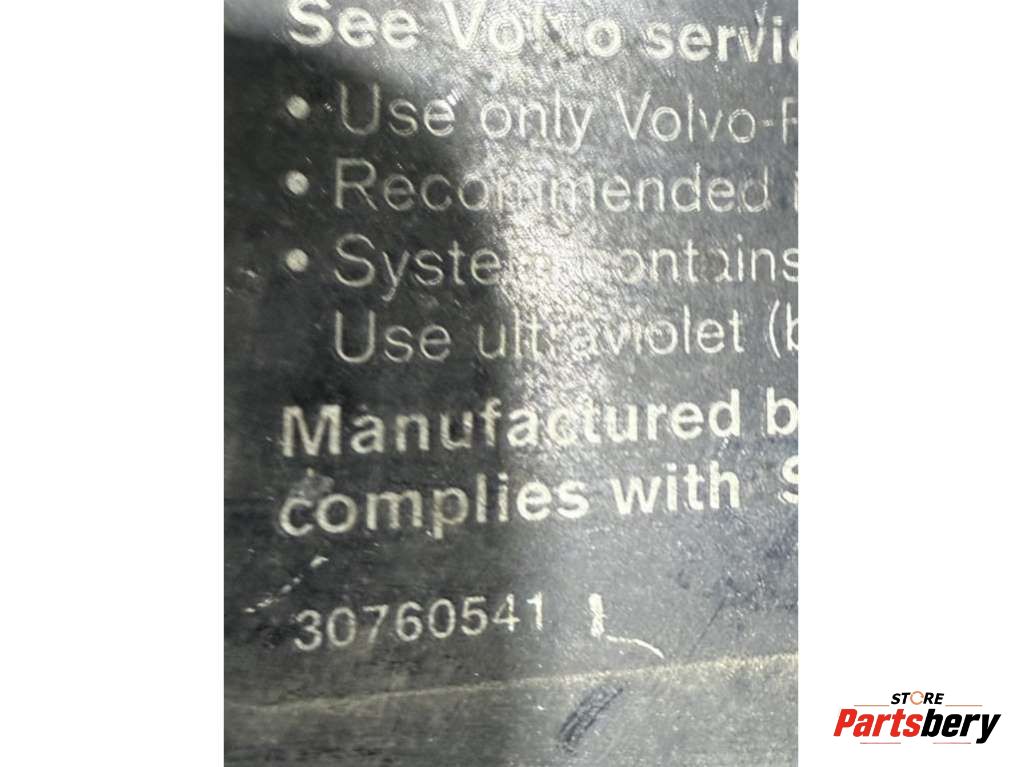 See Volvo servic
• Use only Volvo-
• Recommended i
• System contains
Use ultraviolet (b
Manufactured b
complies with S
30760541
STORE
Partsbery